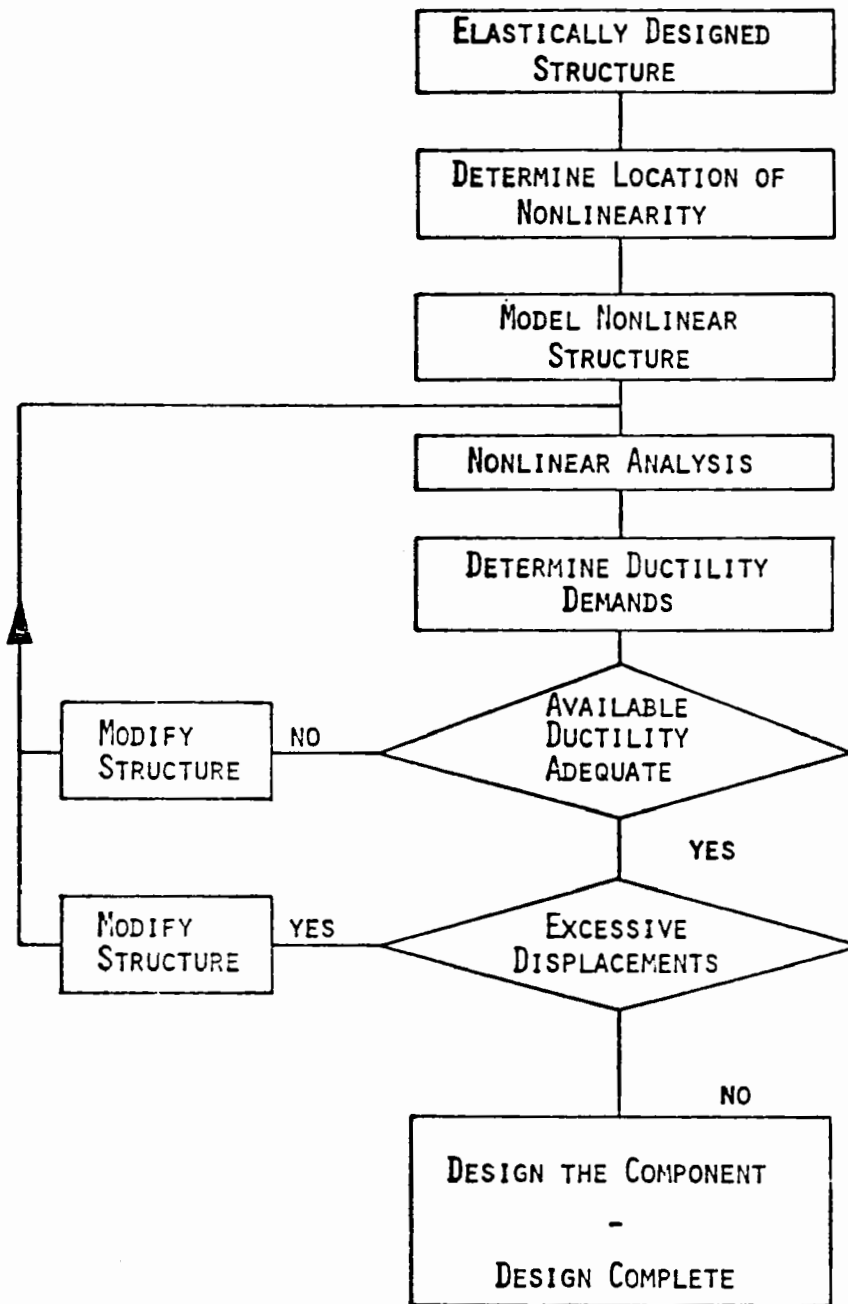 ELASTICALLY DESIGNED
STRUCTURE
DETERMINE LOCATION OF
NONLINEARITY
MODEL NONLINEAR
STRUCTURE
NONLINEAR ANALYSIS
DETERMINE DUCTILITY
DEMANDS
AVAILABLE
DUCTILITY
ADEQUATE
NO
MODIFY
STRUCTURE
YES
EXCESSIVE
DISPLACEMENTS
YES
MODIFY
STRUCTURE
NO
DESIGN THE COMPONENT
-
DESIGN COMPLETE